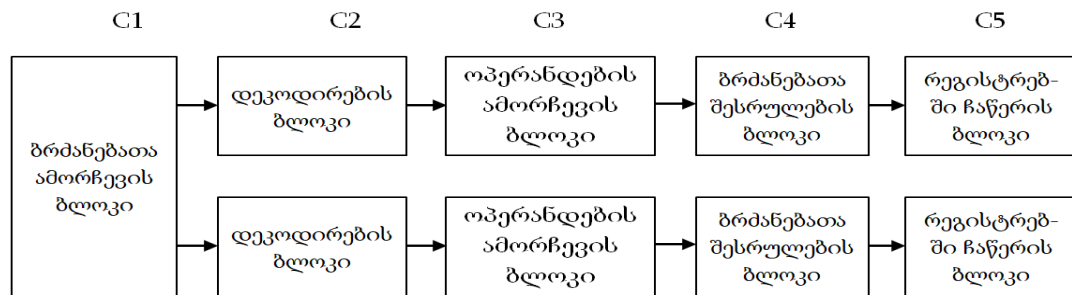 C1 C2 C3 C4 C5
ბრძანებათა
ამორჩევის
ბლოკი
დეკოდირების
ბლოკი
ოპერანდების
ამორჩევის
ბლოკი
ბრძანებათა
შესრულების
ბლოკი
რეგისტრებ-
ში ჩაწერის
ბლოკი
დეკოდირების
ბლოკი
ოპერანდების
ამორჩევის
ბლოკი
ბრძანებათა
შესრულების
ბლოკი
რეგისტრებ-
ში ჩაწერის
ბლოკი